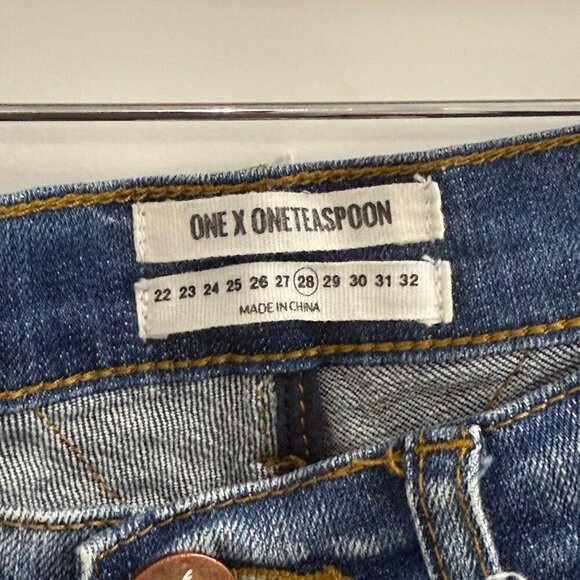 ONE X ONETEASPOON
22 23 24 25 26 27 28 29 30 31 32
MADE IN CHINA